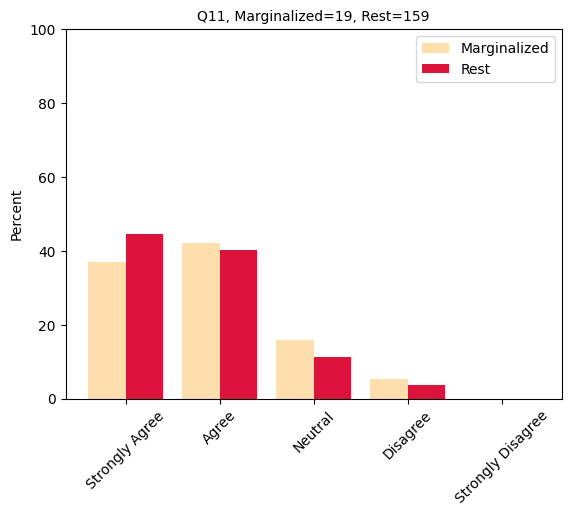 Q11, Marginalized=19, Rest=159
Marginalized
Rest
Percent
100
80
60
40
20
0
Strongly Agree
Agree
Neutral
Disagree
Strongly Disagree